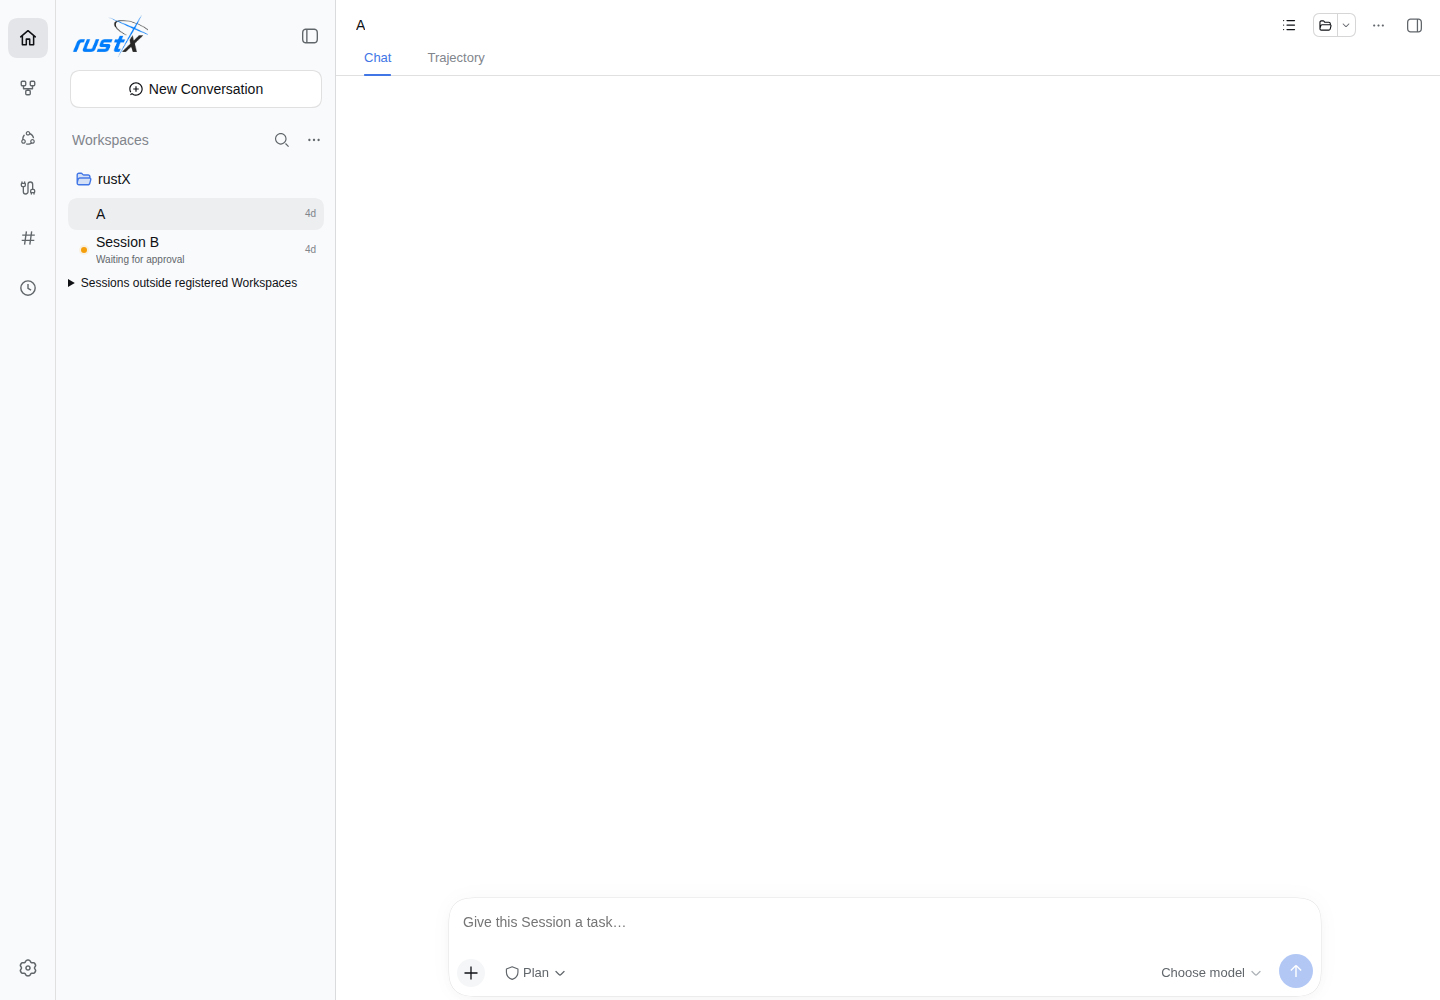 rustX
New Conversation
Workspaces
rustX
A 4d
Session B 4d
Waiting for approval
Sessions outside registered Workspaces
A
Chat Trajectory
Give this Session a task…
Plan Choose model